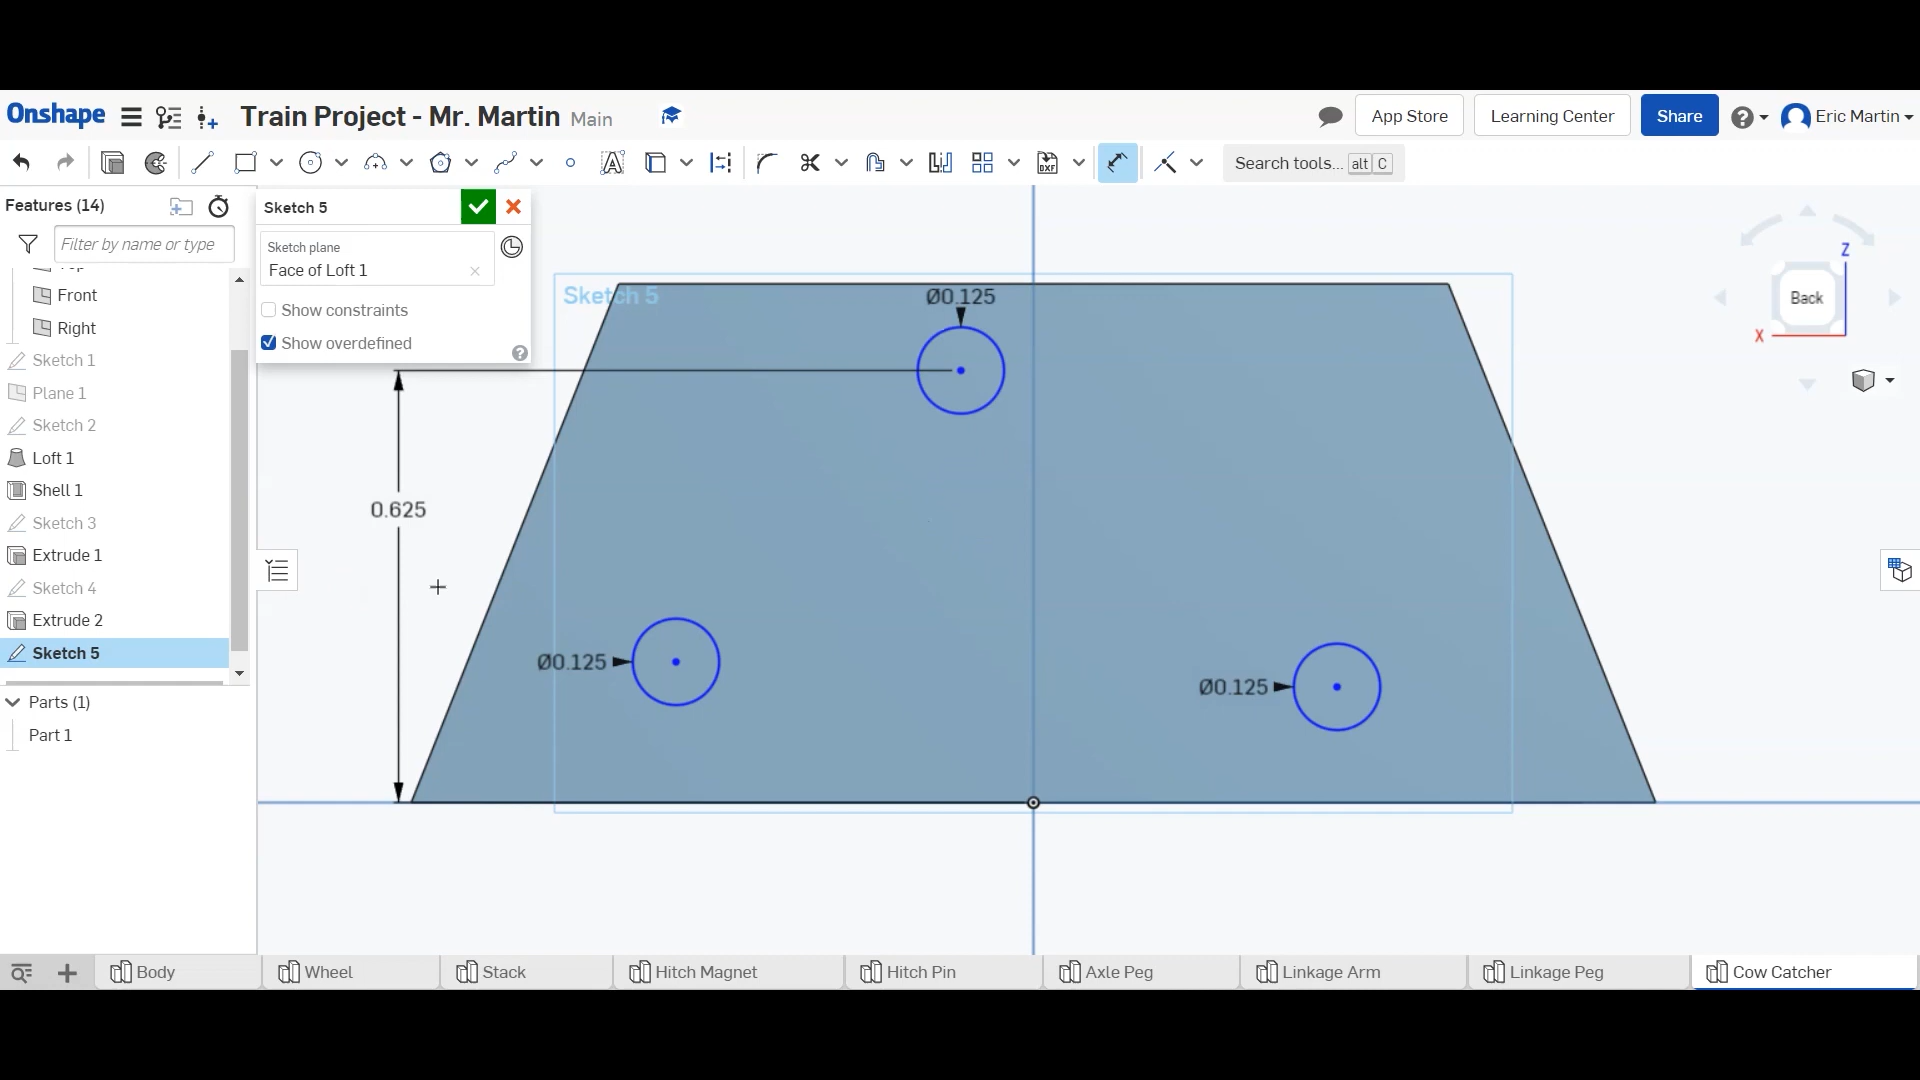 Onshape
Train Project - Mr. Martin Main
App Store
Learning Center
Share
Eric Martin
Search tools... alt C
Features (14)
Filter by name or type
Front
Right
Sketch 1
Plane 1
Sketch 2
Loft 1
Shell 1
Sketch 3
Extrude 1
Sketch 4
Extrude 2
Sketch 5
Parts (1)
Part 1
Sketch 5
Sketch plane
Face of Loft 1
Show constraints
Show overdefined
Sketch 5
Ø0.125
0.625
Ø0.125
Ø0.125
Z
Back
X
DXF
Body
Wheel
Stack
Hitch Magnet
Hitch Pin
Axle Peg
Linkage Arm
Linkage Peg
Cow Catcher